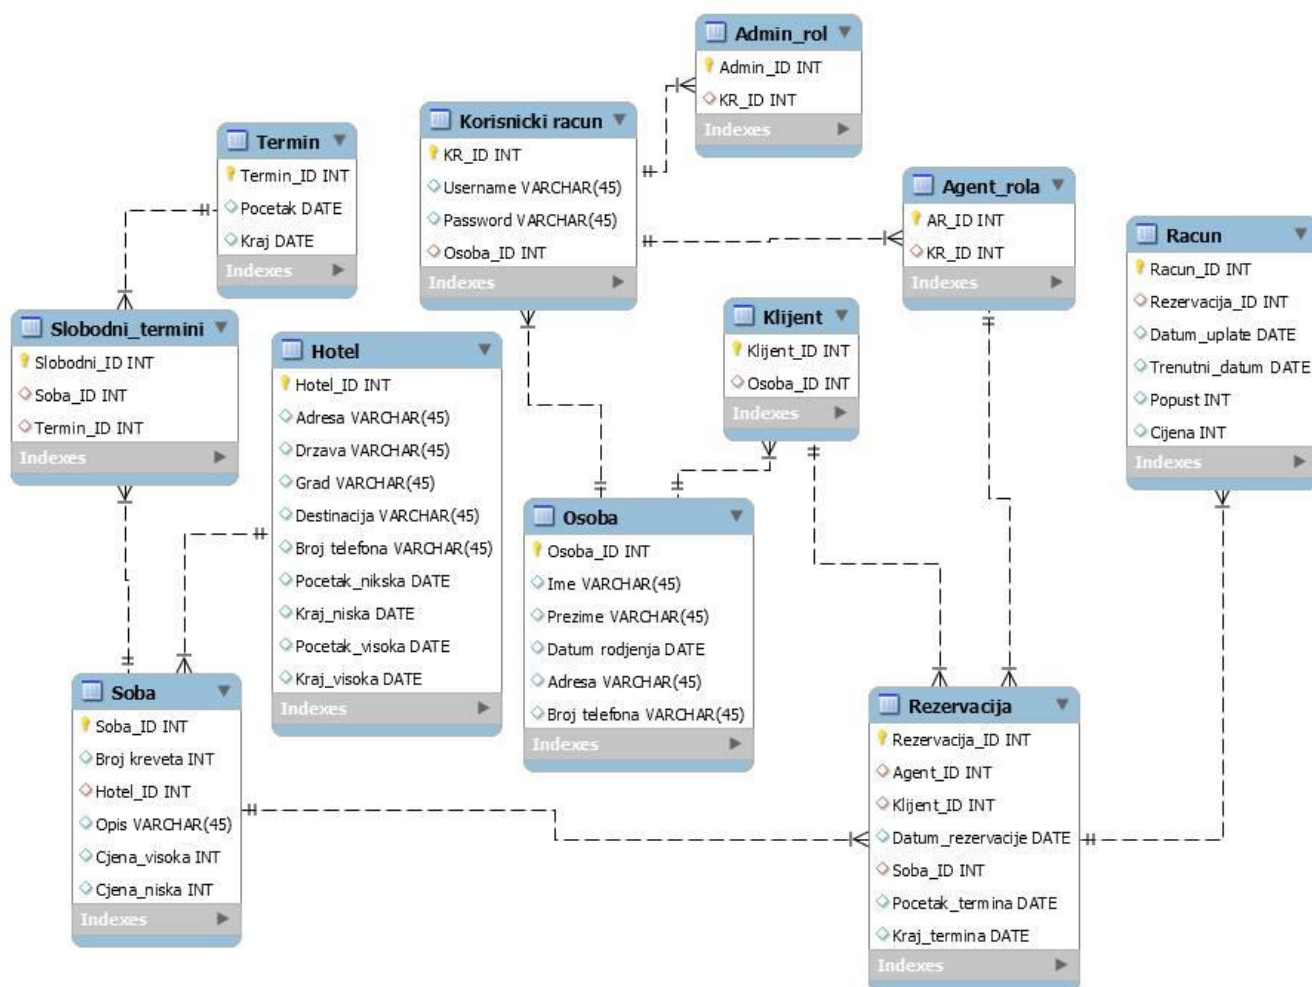 Admin_rol
Admin_ID INT
KR_ID INT
Indexes
Korisnicki racun
KR_ID INT
Username VARCHAR(45)
Password VARCHAR(45)
Osoba_ID INT
Indexes
Termin
Termin_ID INT
Pocetak DATE
Kraj DATE
Indexes
Agent_rola
AR_ID INT
KR_ID INT
Indexes
Racun
Racun_ID INT
Rezervacija_ID INT
Datum_uplate DATE
Trenutni_datum DATE
Popust INT
Cijena INT
Indexes
Slobodni_termini
Slobodni_ID INT
Soba_ID INT
Termin_ID INT
Indexes
Hotel
Hotel_ID INT
Adresa VARCHAR(45)
Drzava VARCHAR(45)
Grad VARCHAR(45)
Destinacija VARCHAR(45)
Broj telefona VARCHAR(45)
Pocetak_nikska DATE
Kraj_niska DATE
Pocetak_visoka DATE
Kraj_visoka DATE
Indexes
Klijent
Klijent_ID INT
Osoba_ID INT
Indexes
Osoba
Osoba_ID INT
Ime VARCHAR(45)
Prezime VARCHAR(45)
Datum rodjenja DATE
Adresa VARCHAR(45)
Broj telefona VARCHAR(45)
Indexes
Soba
Soba_ID INT
Broj kreveta INT
Hotel_ID INT
Opis VARCHAR(45)
Cjena_visoka INT
Cjena_niska INT
Indexes
Rezervacija
Rezervacija_ID INT
Agent_ID INT
Klijent_ID INT
Datum_rezervacije DATE
Soba_ID INT
Pocetak_termina DATE
Kraj_termina DATE
Indexes